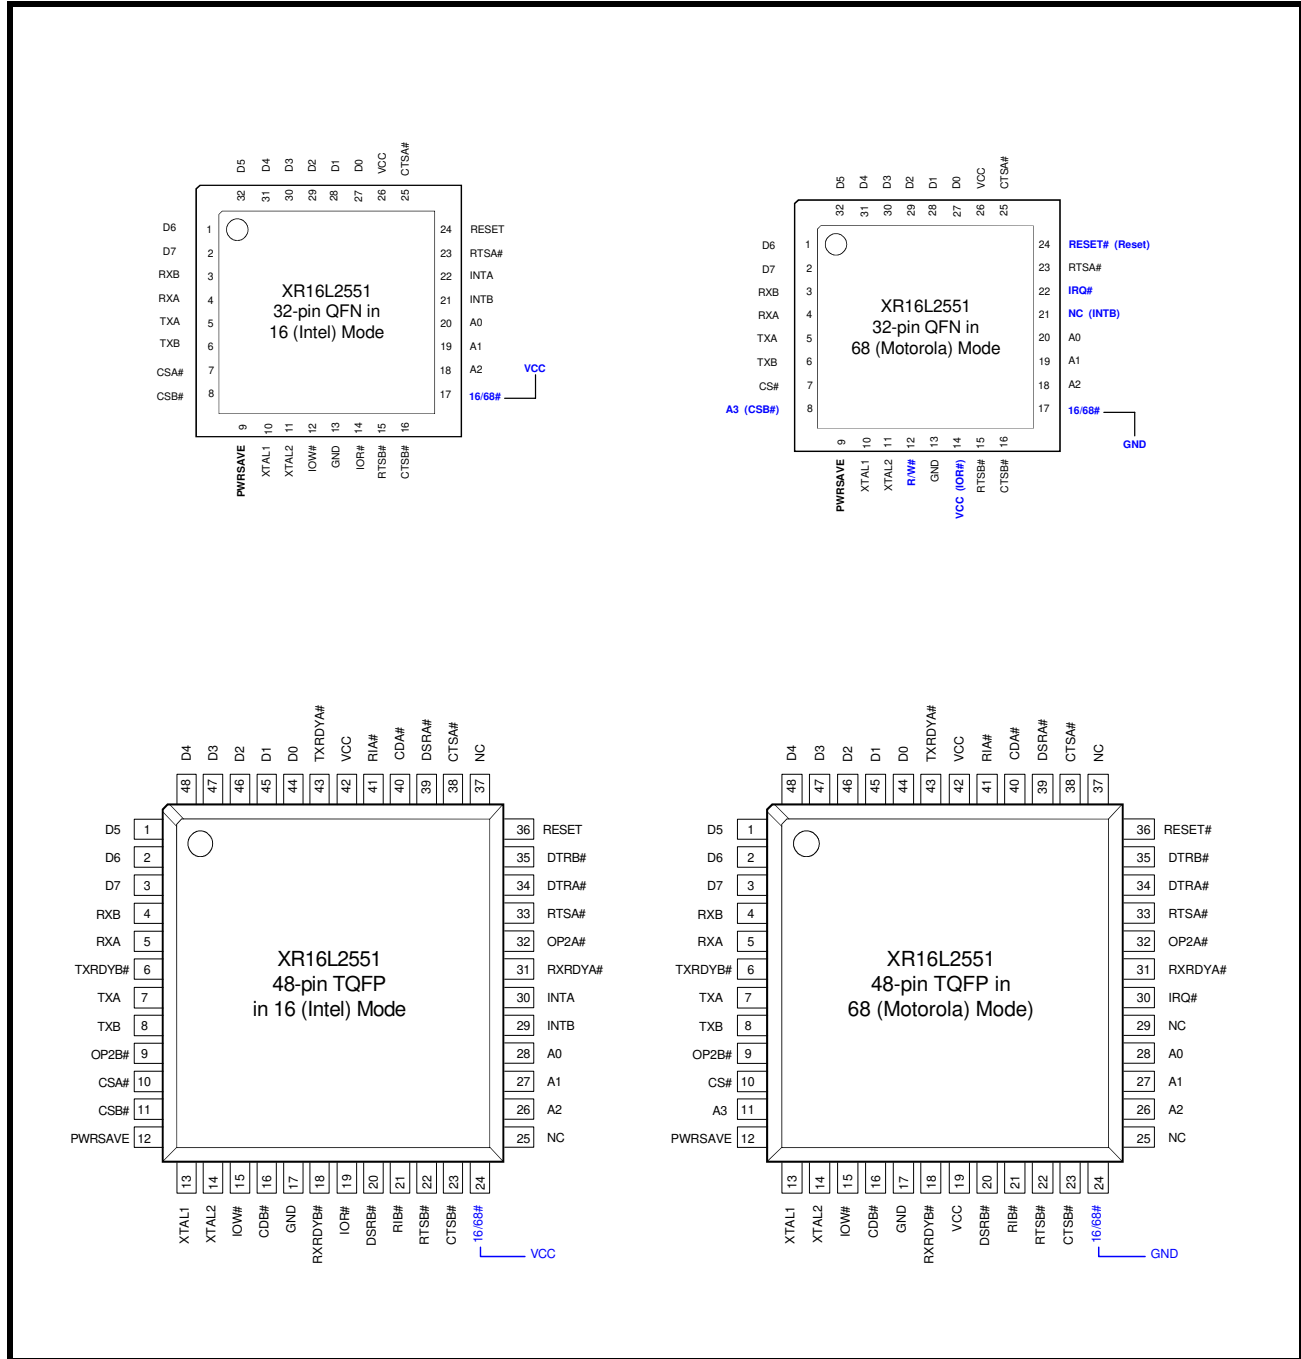 D5
D4
D3
D2
D1
D0
VCC
CTSA#
32
31
30
29
28
27
26
25
D6 1
D7 2
RXB 3
RXA 4
TXA 5
TXB 6
CSA# 7
CSB# 8
XR16L2551
32-pin QFN in
16 (Intel) Mode
24 RESET
23 RTSA#
22 INTA
21 INTB
20 A0
19 A1
18 A2
17 16/68#
VCC
9
10
11
12
13
14
15
16
PWRSAVE
XTAL1
XTAL2
IOW#
GND
IOR#
RTSB#
CTSB#
D5
D4
D3
D2
D1
D0
VCC
CTSA#
32
31
30
29
28
27
26
25
D6 1
D7 2
RXB 3
RXA 4
TXA 5
TXB 6
CS# 7
A3 (CSB#) 8
XR16L2551
32-pin QFN in
68 (Motorola) Mode
24 RESET# (Reset)
23 RTSA#
22 IRQ#
21 NC (INTB)
20 A0
19 A1
18 A2
17 16/68#
GND
9
10
11
12
13
14
15
16
PWRSAVE
XTAL1
XTAL2
R/W#
GND
VCC (IOR#)
RTSB#
CTSB#
D4
D3
D2
D1
D0
TXRDYA#
VCC
RIA#
CDA#
DSRA#
CTSA#
NC
48
47
46
45
44
43
42
41
40
39
38
37
D5 1
D6 2
D7 3
RXB 4
RXA 5
TXRDYB# 6
TXA 7
TXB 8
OP2B# 9
CSA# 10
CSB# 11
PWRSAVE 12
XR16L2551
48-pin TQFP
in 16 (Intel) Mode
36 RESET
35 DTRB#
34 DTRA#
33 RTSA#
32 OP2A#
31 RXRDYA#
30 INTA
29 INTB
28 A0
27 A1
26 A2
25 NC
13
14
15
16
17
18
19
20
21
22
23
24
XTAL1
XTAL2
IOW#
CDB#
GND
RXRDYB#
IOR#
DSRB#
RIB#
RTSB#
CTSB#
16/68#
VCC
D4
D3
D2
D1
D0
TXRDYA#
VCC
RIA#
CDA#
DSRA#
CTSA#
NC
48
47
46
45
44
43
42
41
40
39
38
37
D5 1
D6 2
D7 3
RXB 4
RXA 5
TXRDYB# 6
TXA 7
TXB 8
OP2B# 9
CS# 10
A3 11
PWRSAVE 12
XR16L2551
48-pin TQFP in
68 (Motorola) Mode)
36 RESET#
35 DTRB#
34 DTRA#
33 RTSA#
32 OP2A#
31 RXRDYA#
30 IRQ#
29 NC
28 A0
27 A1
26 A2
25 NC
13
14
15
16
17
18
19
20
21
22
23
24
XTAL1
XTAL2
IOW#
CDB#
GND
RXRDYB#
VCC
DSRB#
RIB#
RTSB#
CTSB#
16/68#
GND